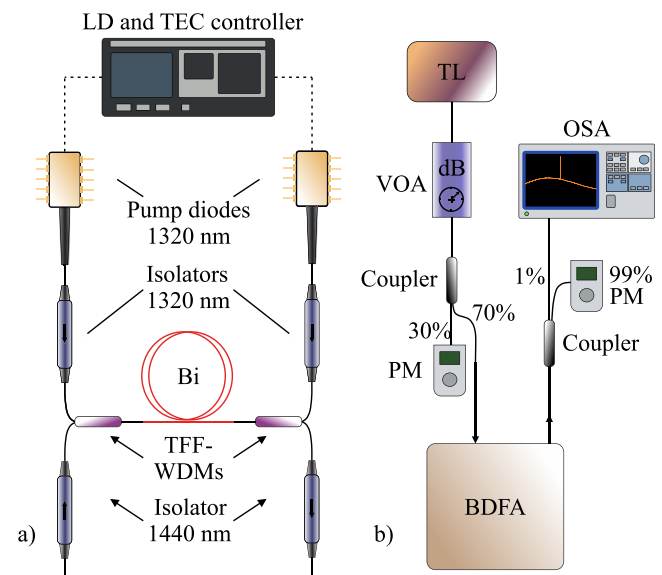 LD and TEC controller
Pump diodes
1320 nm
Isolators
1320 nm
Bi
TFF-
WDMs
Isolator
1440 nm
a)
TL
VOA
dB
Coupler
30%
70%
PM
BDFA
OSA
1%
99%
PM
Coupler
b)